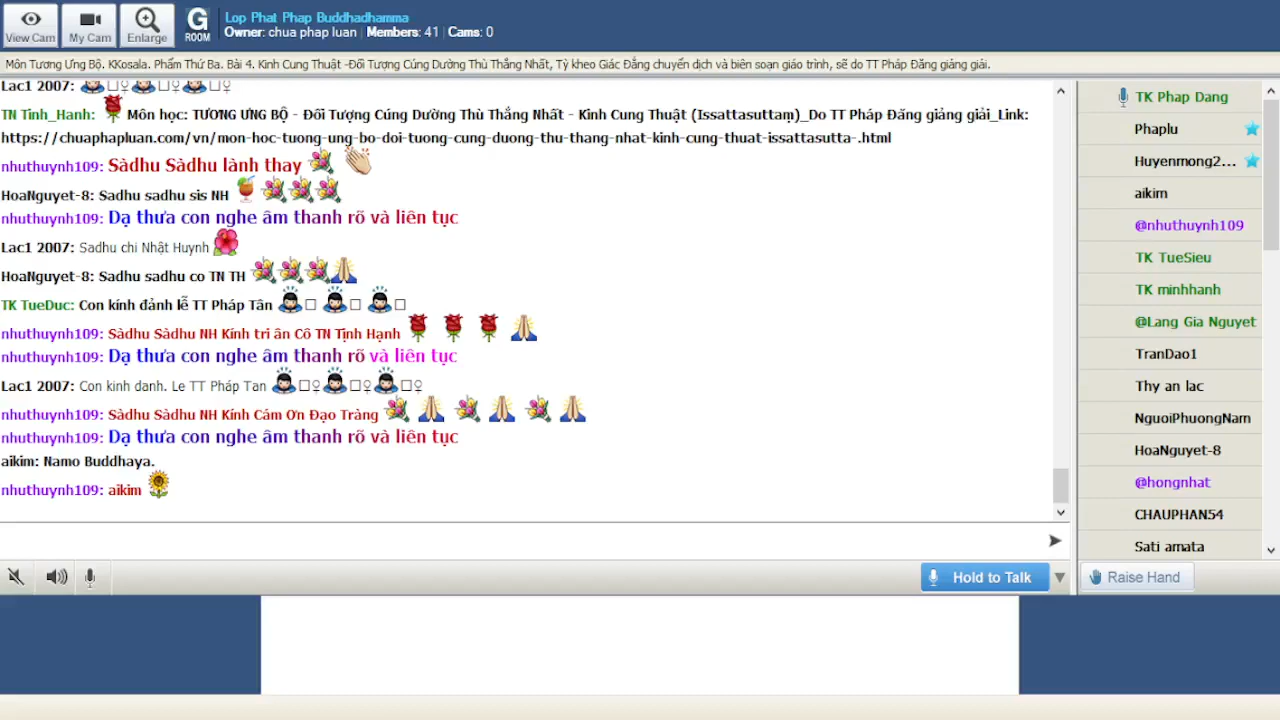 View Cam
My Cam
Enlarge
G ROOM
Lop Phat Phap Buddhadhamma
Owner: chua phap luan | Members: 41 | Cams: 0
Môn Tương Ưng Bộ. KKosala. Phẩm Thứ Ba. Bài 4. Kinh Cung Thuật -Đối Tượng Cúng Dường Thù Thắng Nhất, Tỳ kheo Giác Đẳng chuyển dịch và biên soạn giáo trình, sẽ do TT Pháp Đăng giảng giải.
Lac1 2007:
TN Tinh_Hanh: Môn học: TƯƠNG ƯNG BỘ - Đối Tượng Cúng Dường Thù Thắng Nhất - Kinh Cung Thuật (Issattasuttaṃ)_Do TT Pháp Đăng giảng giải_Link:
https://chuaphapluan.com/vn/mon-hoc-tuong-ung-bo-doi-tuong-cung-duong-thu-thang-nhat-kinh-cung-thuat-issattasutta-.html
nhuthuynh109: Sàdhu Sàdhu lành thay
HoaNguyet-8: Sadhu sadhu sis NH
nhuthuynh109: Dạ thưa con nghe âm thanh rõ và liên tục
Lac1 2007: Sadhu chi Nhật Huynh
HoaNguyet-8: Sadhu sadhu co TN TH
TK TueDuc: Con kính đảnh lễ TT Pháp Tân
nhuthuynh109: Sàdhu Sàdhu NH Kính tri ân Cô TN Tịnh Hạnh
nhuthuynh109: Dạ thưa con nghe âm thanh rõ và liên tục
Lac1 2007: Con kinh danh. Le TT Pháp Tan
nhuthuynh109: Sàdhu Sàdhu NH Kính Cám Ơn Đạo Tràng
nhuthuynh109: Dạ thưa con nghe âm thanh rõ và liên tục
aikim: Namo Buddhaya.
nhuthuynh109: aikim
Hold to Talk
TK Phap Dang
Phaplu
Huyenmong2...
aikim
@nhuthuynh109
TK TueSieu
TK minhhanh
@Lang Gia Nguyet
TranDao1
Thy an lac
NguoiPhuongNam
HoaNguyet-8
@hongnhat
CHAUPHAN54
Sati amata
Raise Hand